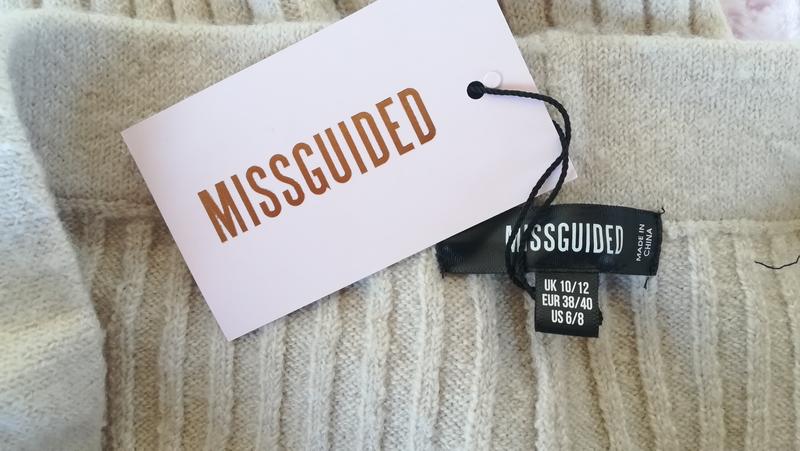 MISSGUIDED
MISSGUIDED
MADE IN
CHINA
UK 10/12
EUR 38/40
US 6/8